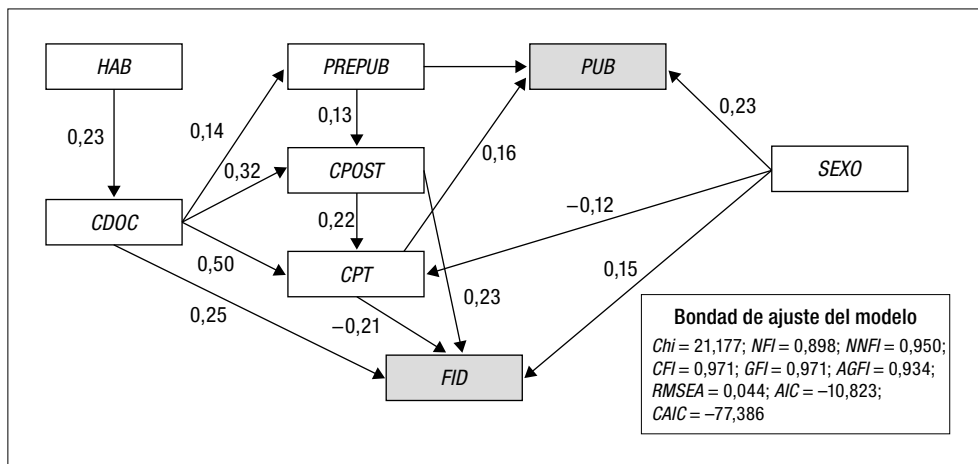 HAB
PREPUB
PUB
0,23
0,14
0,13
0,23
0,32
CPOST
0,16
SEXO
CDOC
0,22
−0,12
0,50
CPT
0,15
0,25
−0,21
0,23
FID
Bondad de ajuste del modelo
Chi = 21,177; NFI = 0,898; NNFI = 0,950;
CFI = 0,971; GFI = 0,971; AGFI = 0,934;
RMSEA = 0,044; AIC = −10,823;
CAIC = −77,386